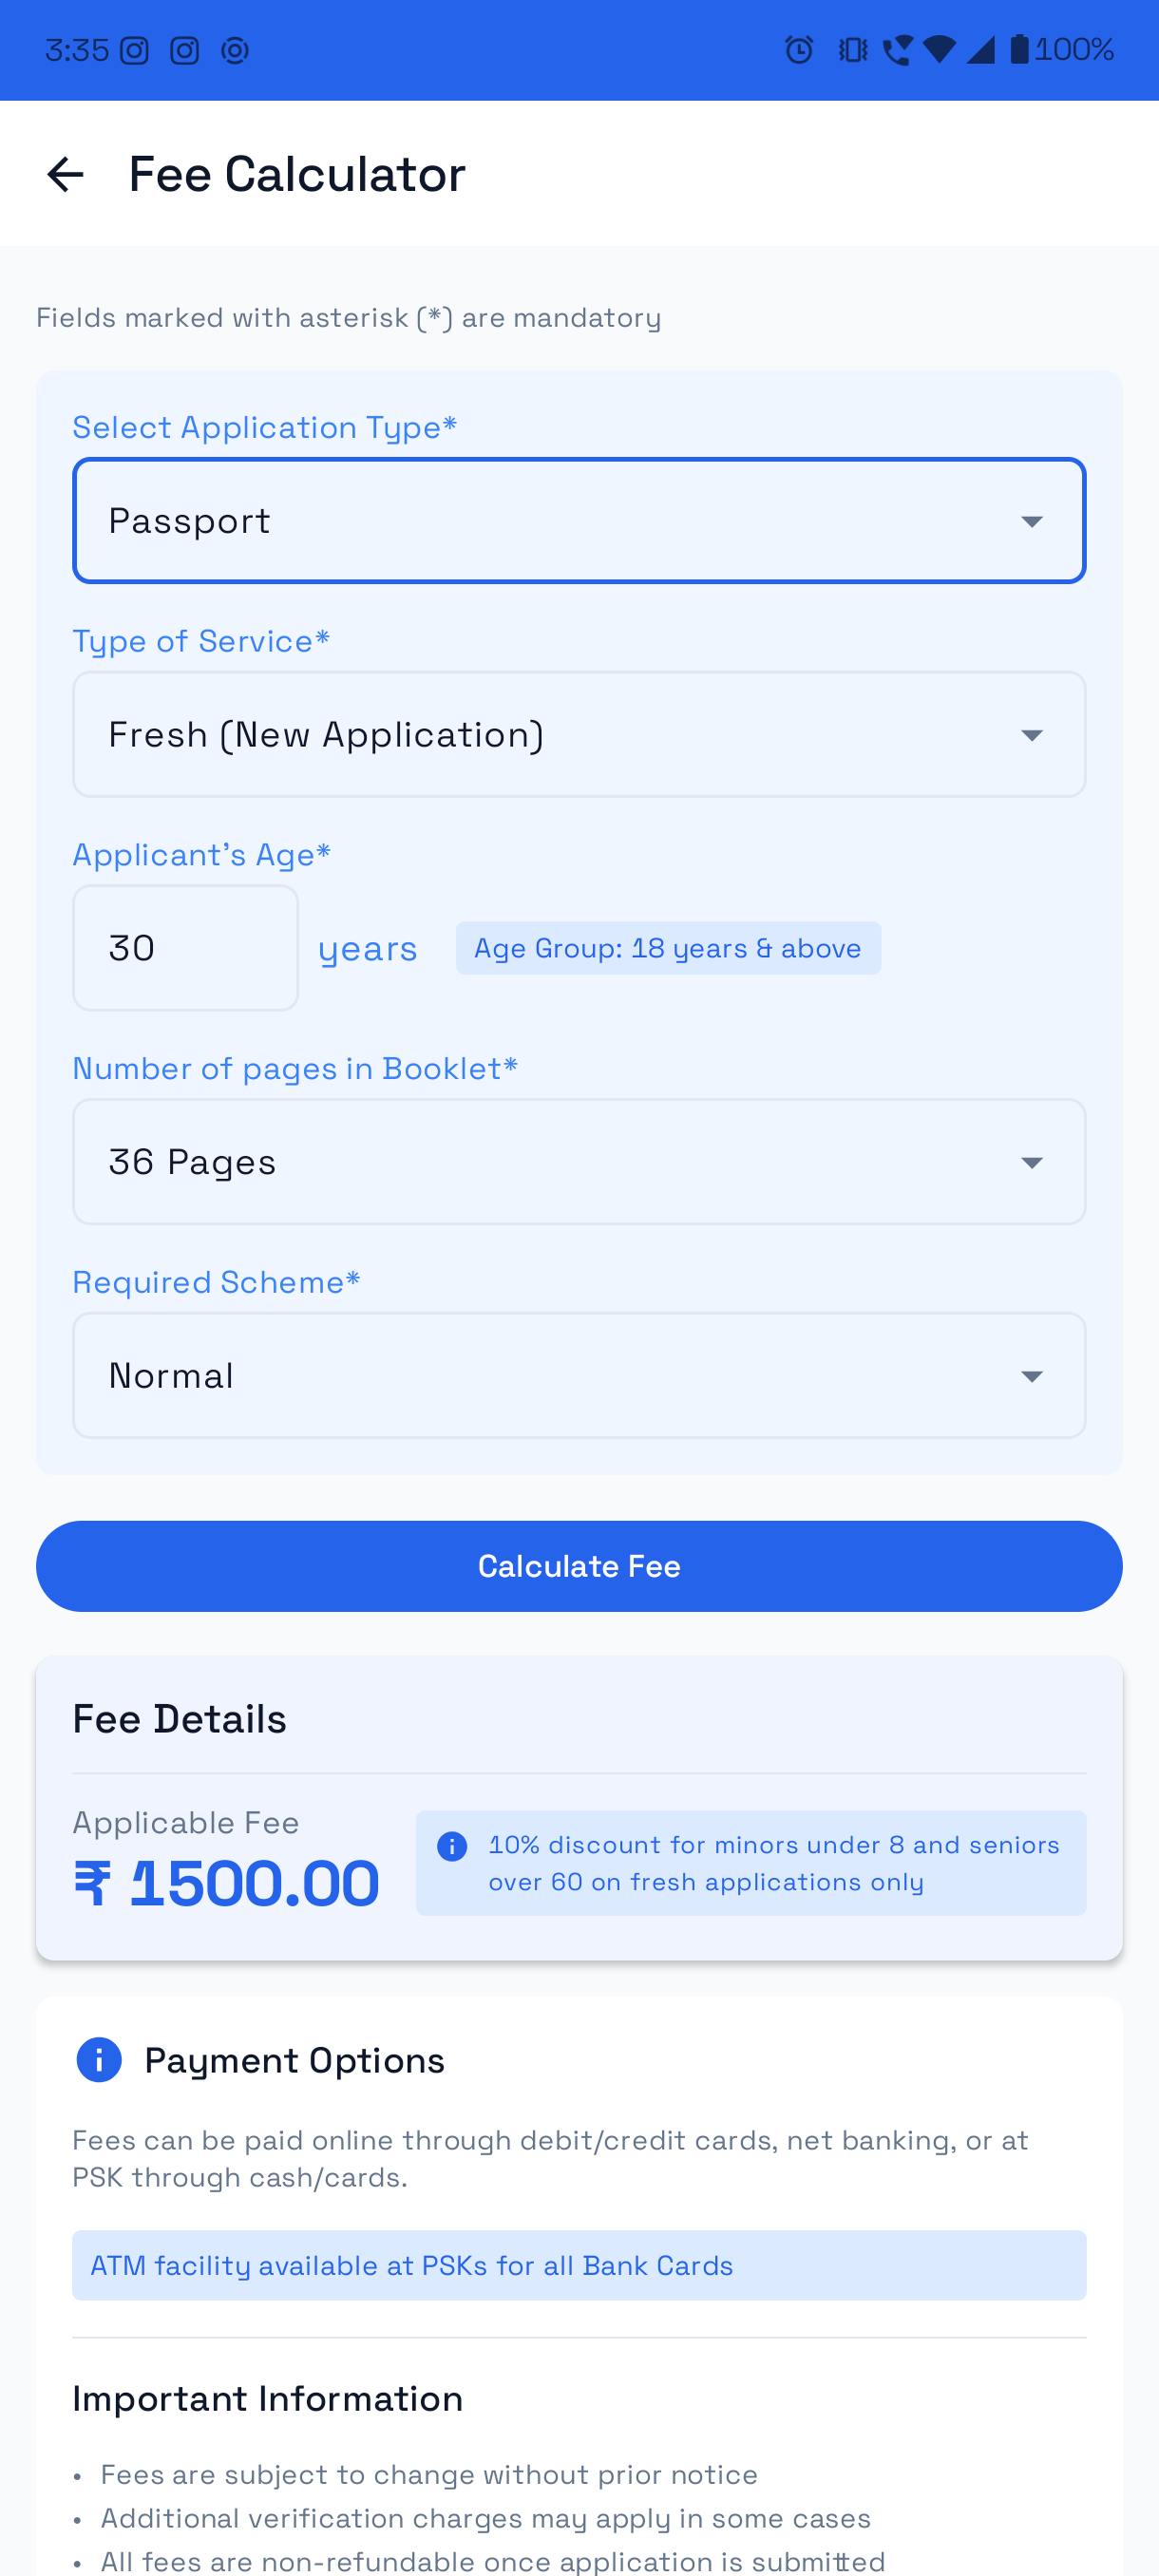 3:35
100%
Fee Calculator
Fields marked with asterisk (*) are mandatory
Select Application Type*
Passport
Type of Service*
Fresh (New Application)
Applicant's Age*
30 years Age Group: 18 years & above
Number of pages in Booklet*
36 Pages
Required Scheme*
Normal
Calculate Fee
Fee Details
Applicable Fee
₹ 1500.00
10% discount for minors under 8 and seniors
over 60 on fresh applications only
Payment Options
Fees can be paid online through debit/credit cards, net banking, or at
PSK through cash/cards.
ATM facility available at PSKs for all Bank Cards
Important Information
• Fees are subject to change without prior notice
• Additional verification charges may apply in some cases
• All fees are non-refundable once application is submitted